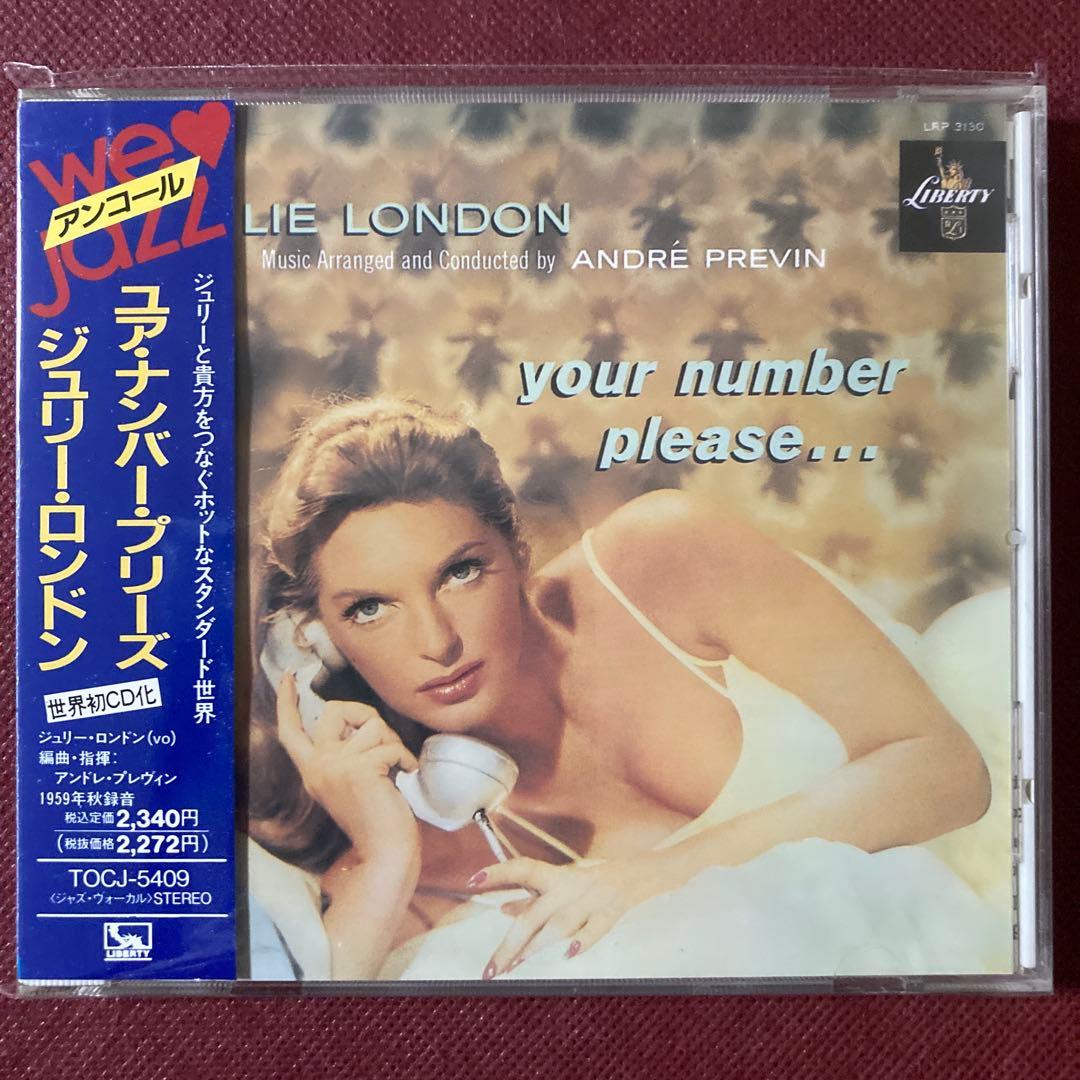 we♥
jazz
アンコール
ジュリーと貴方をつなぐホットなスタンダード世界
ユア・ナンバー・プリーズ
ジュリー・ロンドン
世界初CD化
ジュリー・ロンドン(vo)
編曲・指揮:
アンドレ・プレヴィン
1959年秋録音
税込定価2,340円
(税抜価格2,272円)
TOCJ-5409
〈ジャズ・ヴォーカル〉STEREO
LIBERTY
LRP 3130
LIBERTY
LIE LONDON
Music Arranged and Conducted by ANDRÉ PREVIN
your number
please...